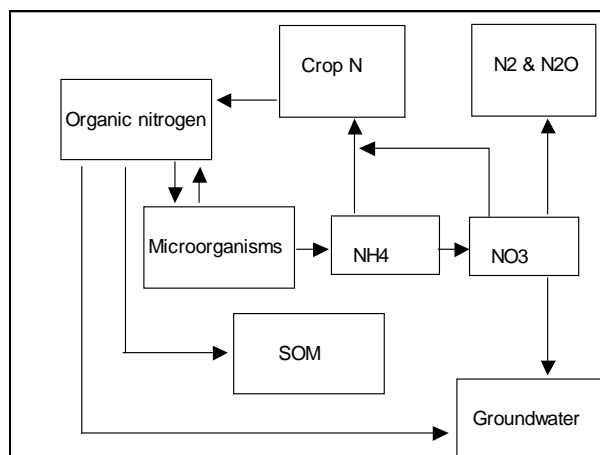 Crop N
N2 & N2O
Organic nitrogen
Microorganisms
NH4
NO3
SOM
Groundwater